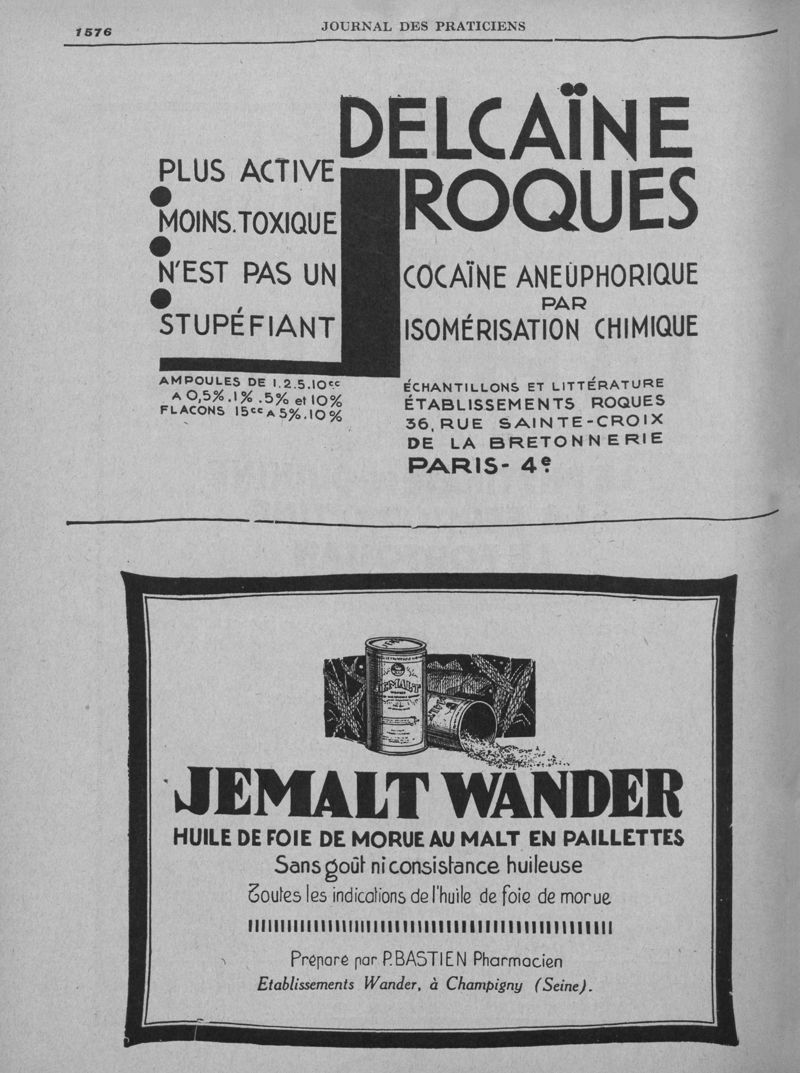 1576
JOURNAL DES PRATICIENS
DELCAÏNE
ROQUES
PLUS ACTIVE
MOINS.TOXIQUE
N'EST PAS UN
STUPÉFIANT
COCAÏNE ANEÜPHORIQUE
PAR
ISOMÉRISATION CHIMIQUE
AMPOULES DE 1.2.5.10cc
A 0,5%.1%.5% et 10%
FLACONS 15cc A 5%.10%
ÉCHANTILLONS ET LITTÉRATURE
ÉTABLISSEMENTS ROQUES
36, RUE SAINTE-CROIX
DE LA BRETONNERIE
PARIS- 4e
JEMALT
JEMALT WANDER
HUILE DE FOIE DE MORUE AU MALT EN PAILLETTES
Sans goût ni consistance huileuse
Toutes les indications de l'huile de foie de morue
Préparé par P. BASTIEN Pharmacien
Etablissements Wander, à Champigny (Seine).